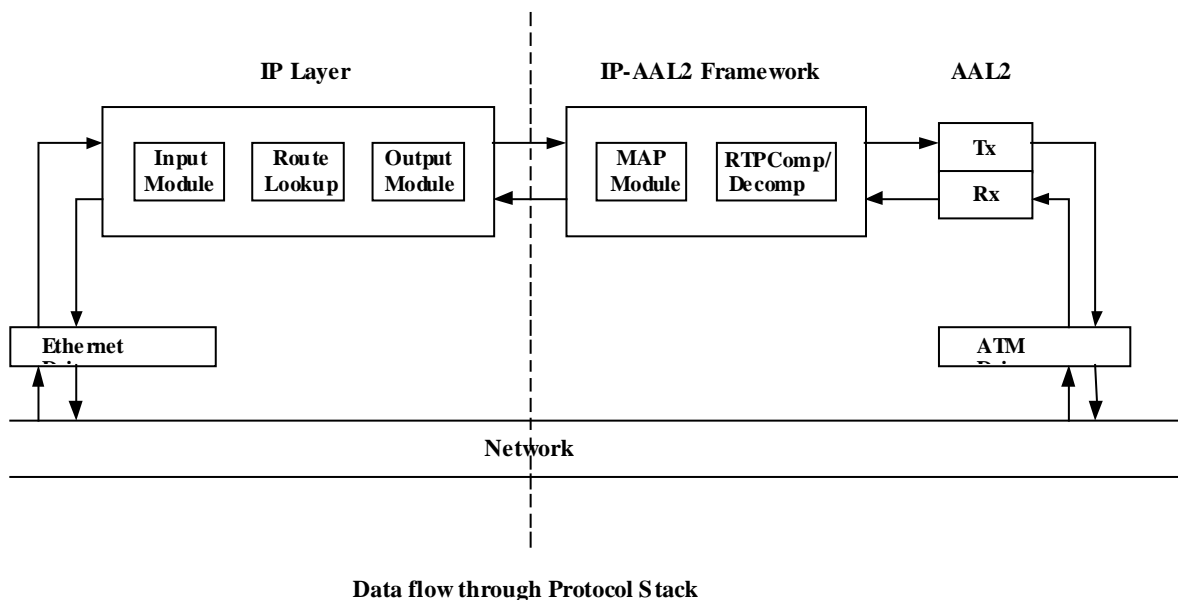 IP Layer
IP-AAL2 Framework
AAL2
Input
Module
Route
Lookup
Output
Module
MAP
Module
RTPComp/
Decomp
Tx
Rx
Ethernet
ATM
Network
Data flow through Protocol Stack